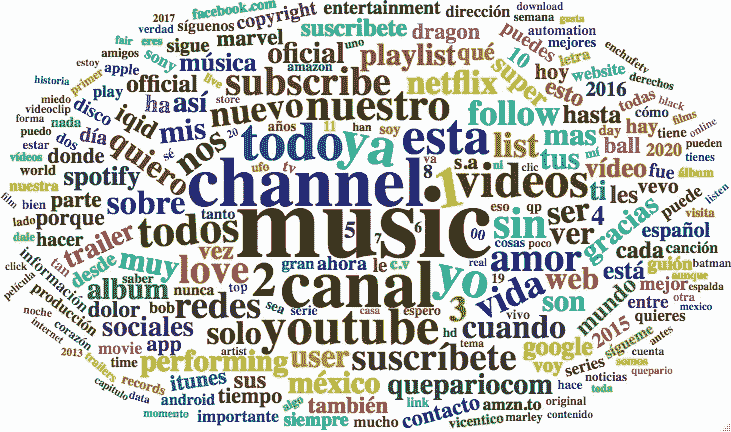 2017 facebook.com entertainment dirección download
verdad síguenos copyright semana gusta
fair eres suscribete dragon automation enchufetv
amigos sony sigue marvel uno puedes mejores
estoy apple música oficial playlist qué 10 letra derechos
historia primer play official live amazon super hoy website
miedo disco subscribe netflix esto 2016 todas black
videoclip store ha así nuevo nuestro follow hasta cómo films
forma nada iqid mis años 11 han soy mas day hay tiene online
puedo dos día quiero nos 20 todo ya esta list tus mi ball 2020 pueden
estar donde sé ufo tv va 8 s.a ni clic vídeo fue tienes
vídeos world spotify sobre channel 1 videos ti les vevo álbum
nuestra parte eso qp puede listen
film bien porque todos music 5 7 6 00 sin ser 4 gracias español visita
lado trailer tanto cosas poco ver
dale hacer vez gran ahora le c.v real amor cada canción
click tan desde muy love nunca 2 canal yo 19 web está guión batman
información saber top sea serie casa espero 3 vida son mundo mejor aunque espalda
película album redes youtube hd vivo entre otra
producción dolor bob solo tema cuando 2015 quieres mexico
noche corazón sociales artist user suscríbete google sígueme antes
internet movie app performing voy series somos cuenta
2013 trailers time itunes sus méxico quepariocom hace noticias quepario
capitulo records android tiempo algo también link contacto amzn.to original toda
data momento importante siempre mucho vicentico marley contenido